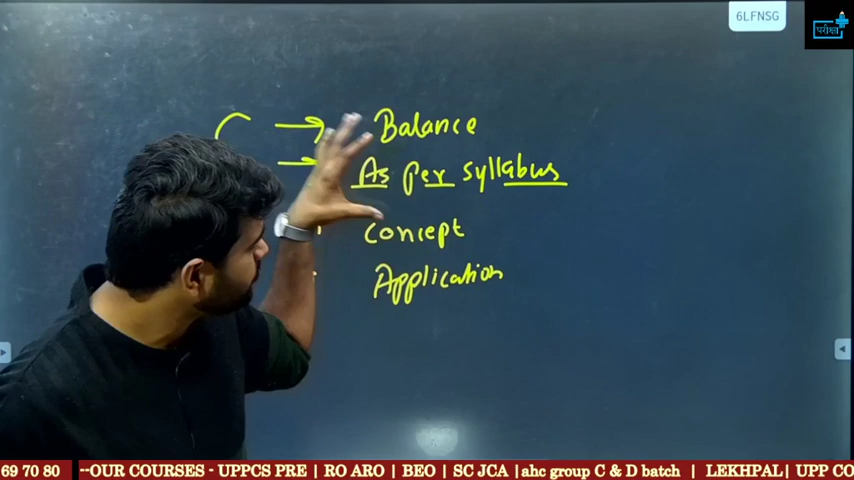 6LFNSG
परीक्षा
Balance
As per syllabus
concept
Application
69 70 80 --OUR COURSES - UPPCS PRE | RO ARO | BEO | SC JCA |ahc group C & D batch | LEKHPAL| UPP CO